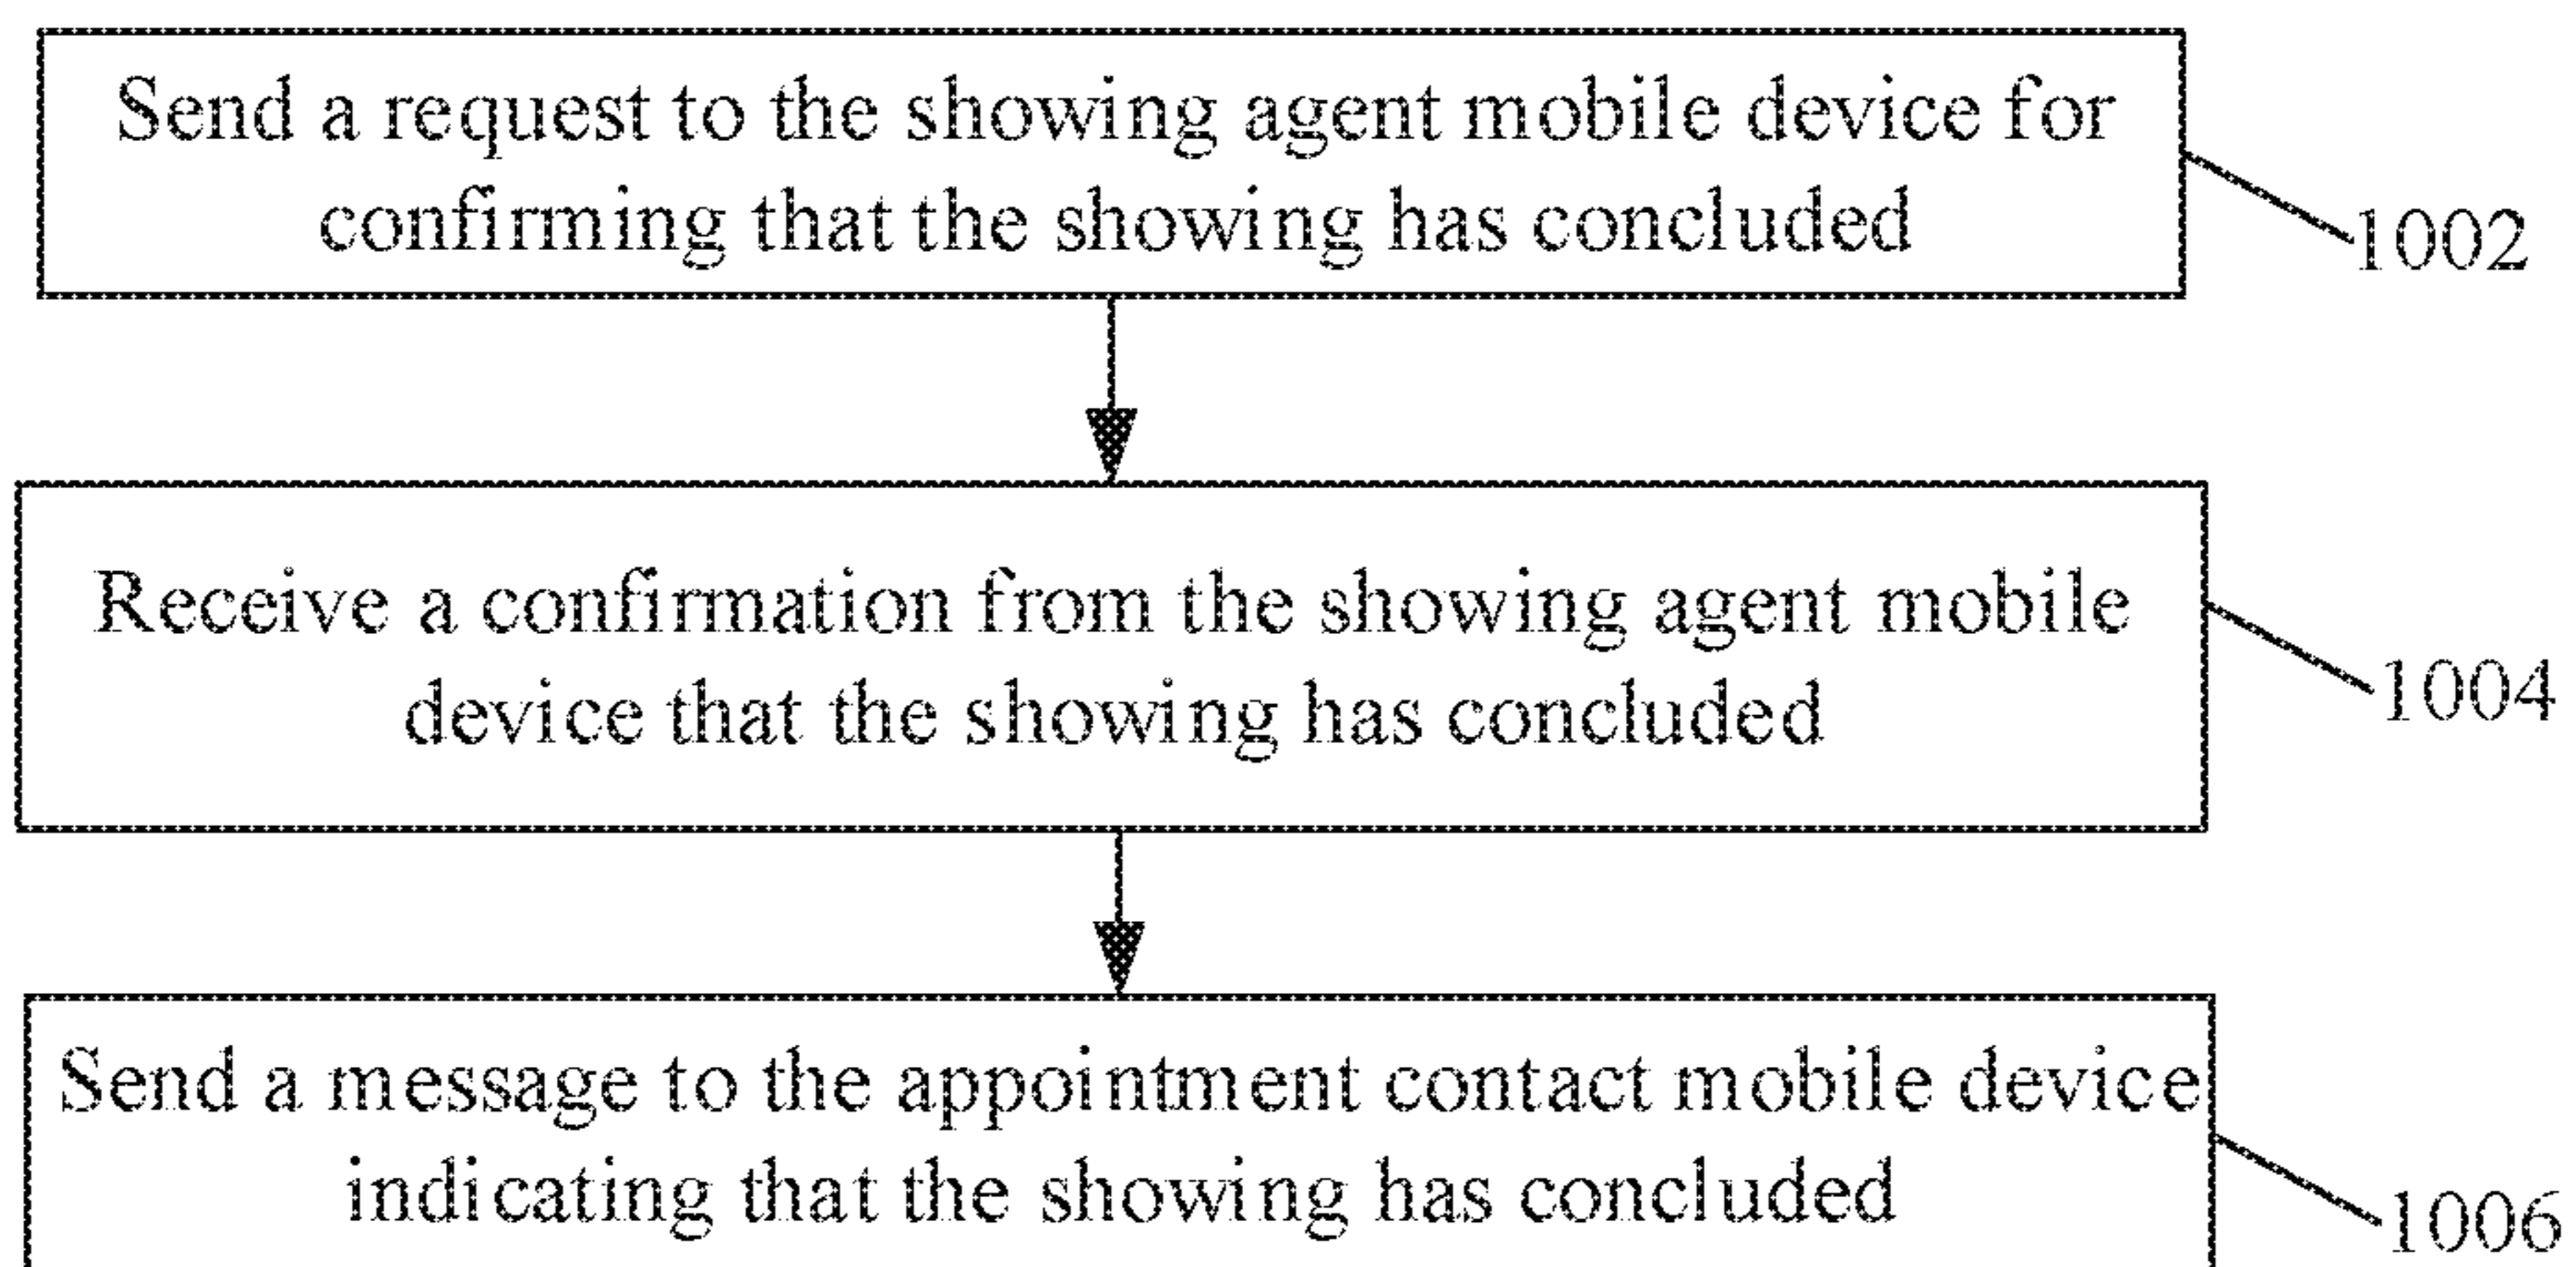 Send a request to the showing agent mobile device for
confirming that the showing has concluded
1002
Receive a confirmation from the showing agent mobile
device that the showing has concluded
1004
Send a message to the appointment contact mobile device
indicating that the showing has concluded
1006